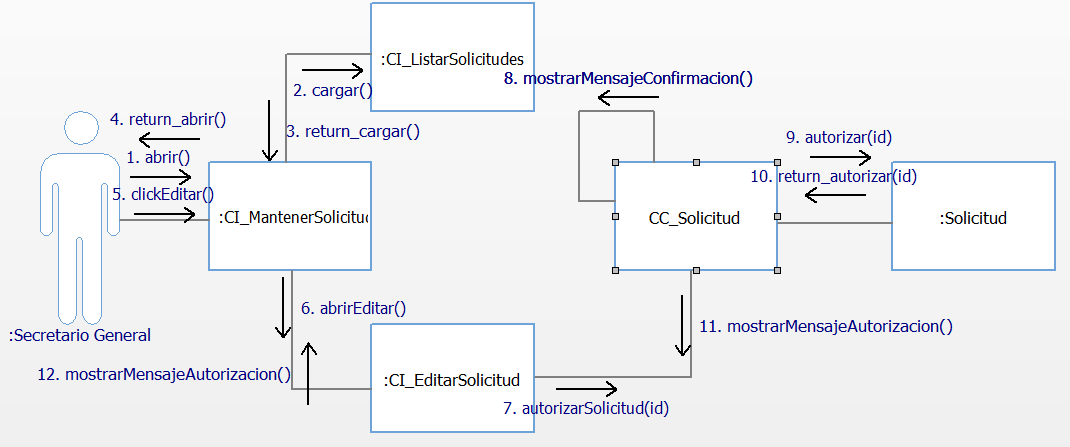 :CI_ListarSolicitudes
8. mostrarMensajeConfirmacion()
2. cargar()
4. return_abrir()
3. return_cargar()
9. autorizar(id)
1. abrir()
10. return_autorizar(id)
5. clickEditar()
:CI_MantenerSolicitud
CC_Solicitud
:Solicitud
6. abrirEditar()
11. mostrarMensajeAutorizacion()
:Secretario General
12. mostrarMensajeAutorizacion()
:CI_EditarSolicitud
7. autorizarSolicitud(id)